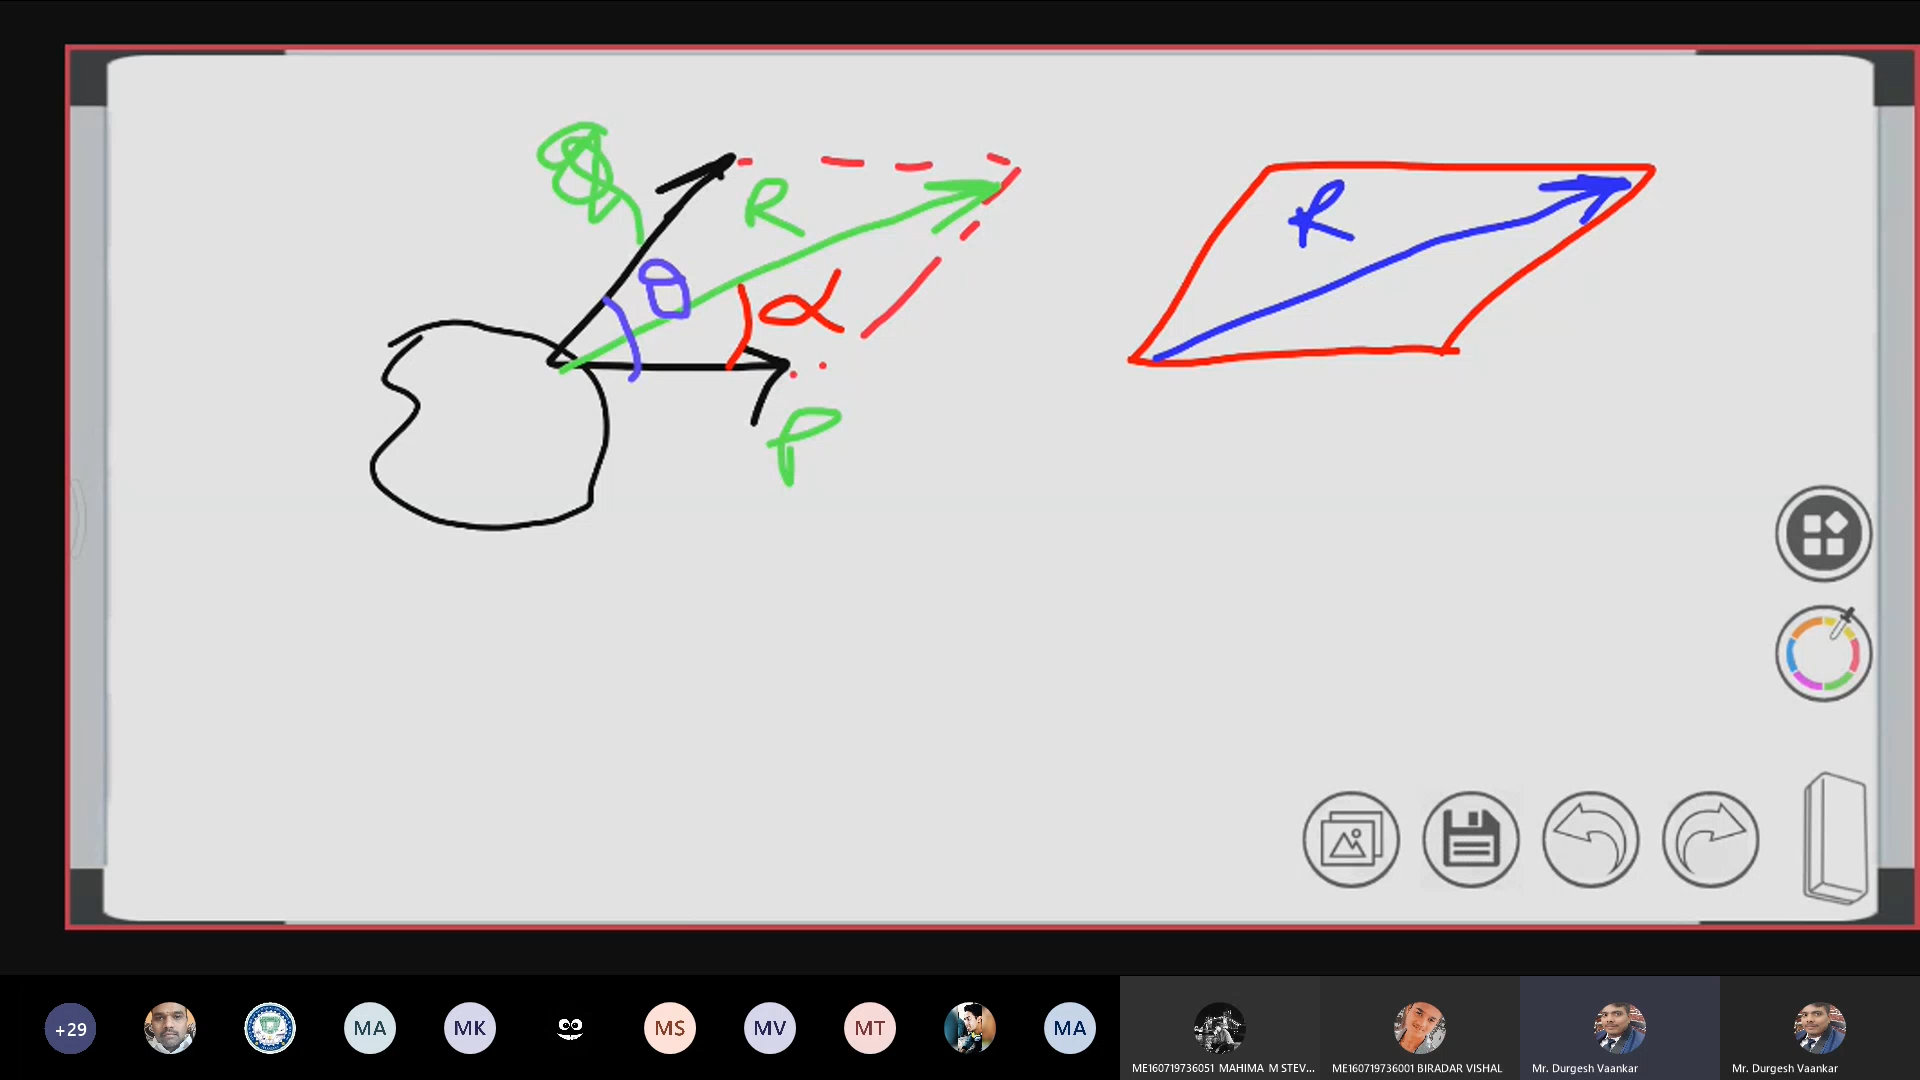 R
θ
α
P
R
+29
MA
MK
MS
MV
MT
MA
ME160719736051 MAHIMA M STEV...
ME160719736001 BIRADAR VISHAL
Mr. Durgesh Vaankar
Mr. Durgesh Vaankar